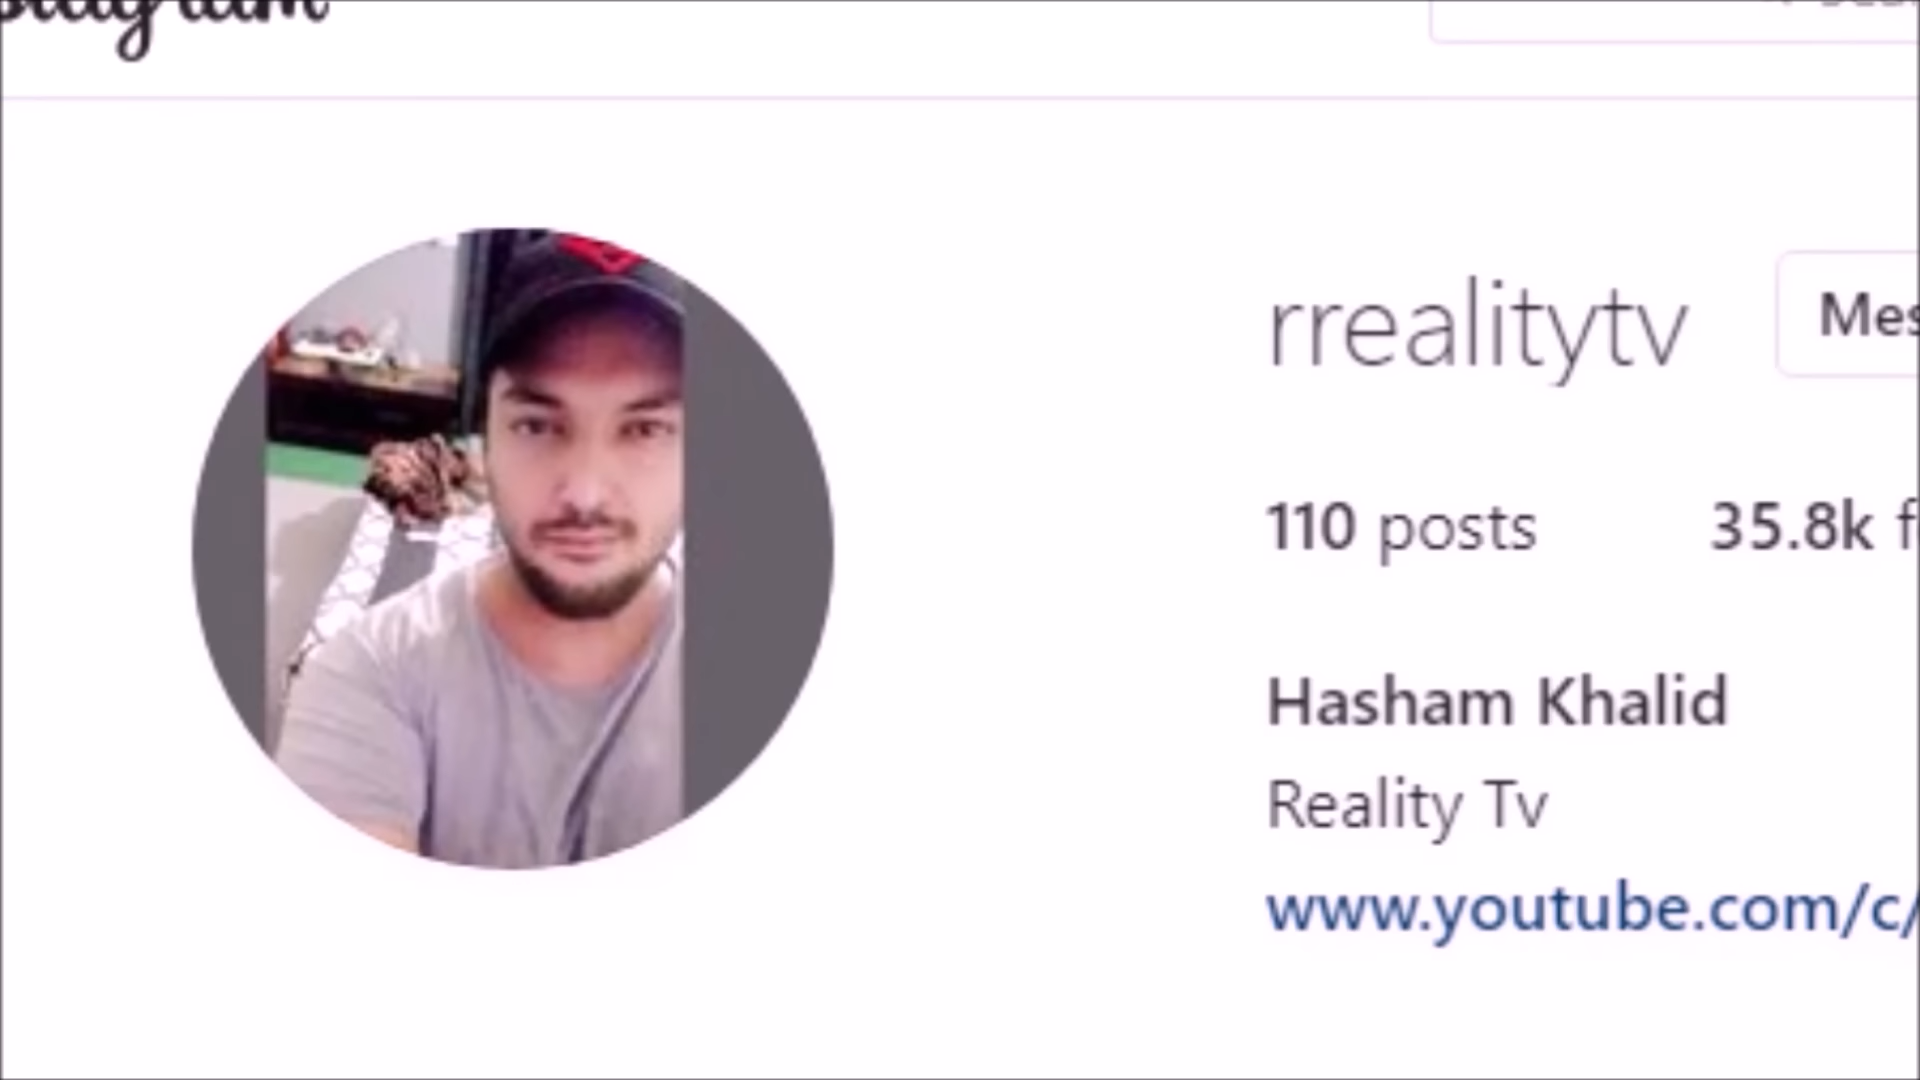 rrealitytv
110 posts 35.8k
Hasham Khalid
Reality Tv
www.youtube.com/c/